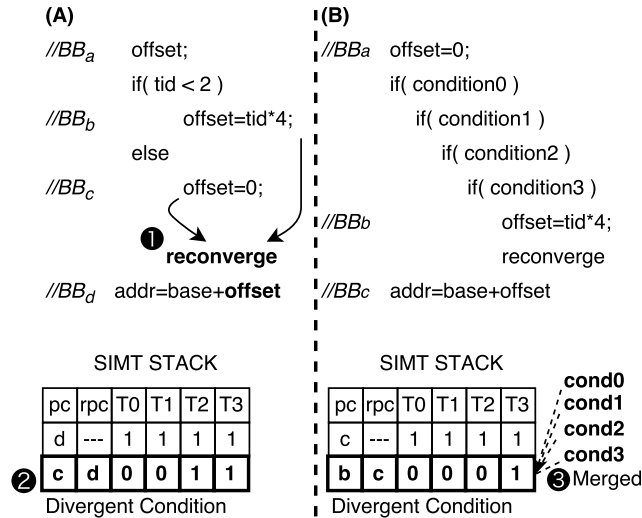 (A)
//BBa offset;
if( tid < 2 )
//BBb offset=tid*4;
else
//BBc offset=0;
❶
reconverge
//BBd addr=base+offset
SIMT STACK
pc rpc T0 T1 T2 T3
d --- 1 1 1 1
❷ c d 0 0 1 1
Divergent Condition
(B)
//BBa offset=0;
if( condition0 )
if( condition1 )
if( condition2 )
if( condition3 )
//BBb offset=tid*4;
reconverge
//BBc addr=base+offset
SIMT STACK
pc rpc T0 T1 T2 T3
c --- 1 1 1 1
b c 0 0 0 1
Divergent Condition
cond0
cond1
cond2
cond3
❸ Merged